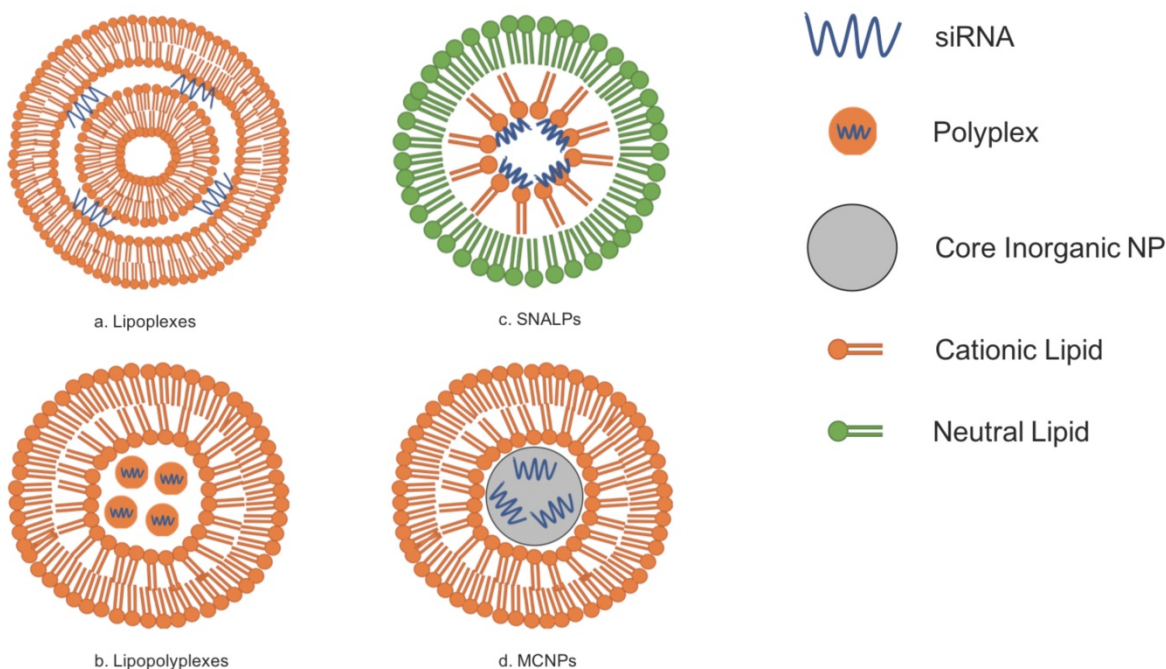 a. Lipoplexes
c. SNALPs
b. Lipopolyplexes
d. MCNPs
siRNA
Polyplex
Core Inorganic NP
Cationic Lipid
Neutral Lipid